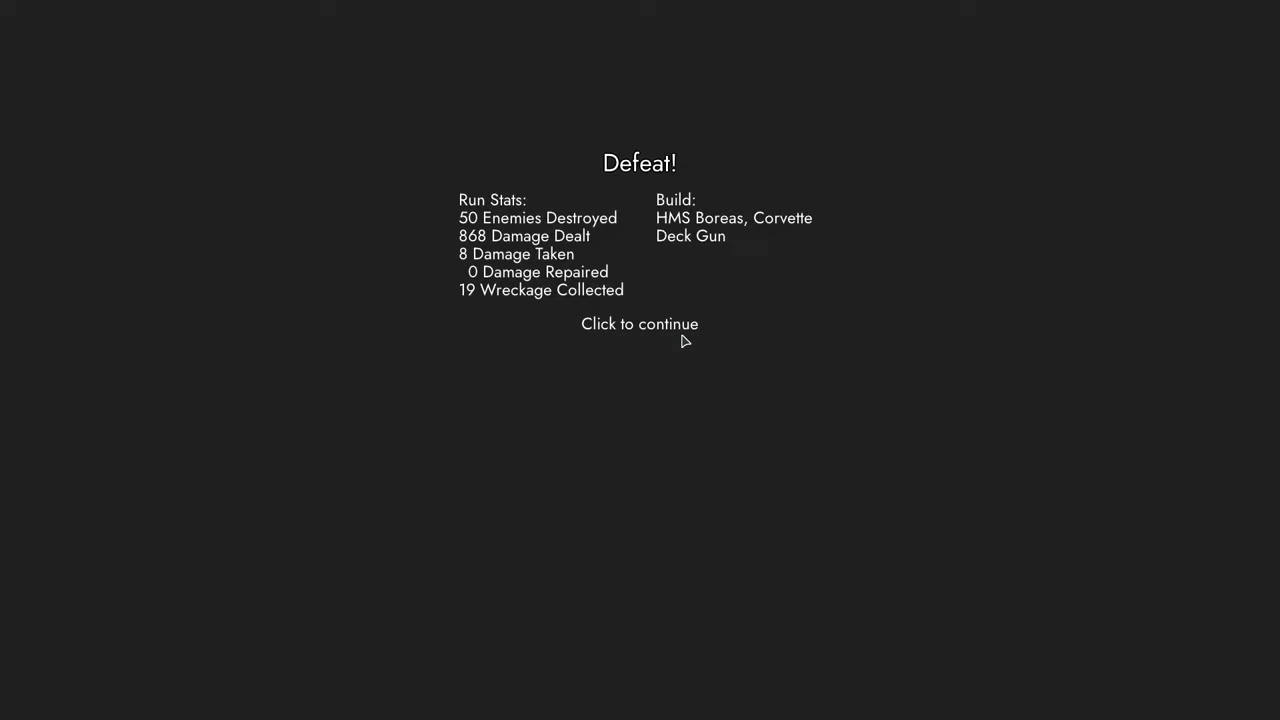 Defeat!
Run Stats:
50 Enemies Destroyed
868 Damage Dealt
8 Damage Taken
0 Damage Repaired
19 Wreckage Collected
Build:
HMS Boreas, Corvette
Deck Gun
Click to continue